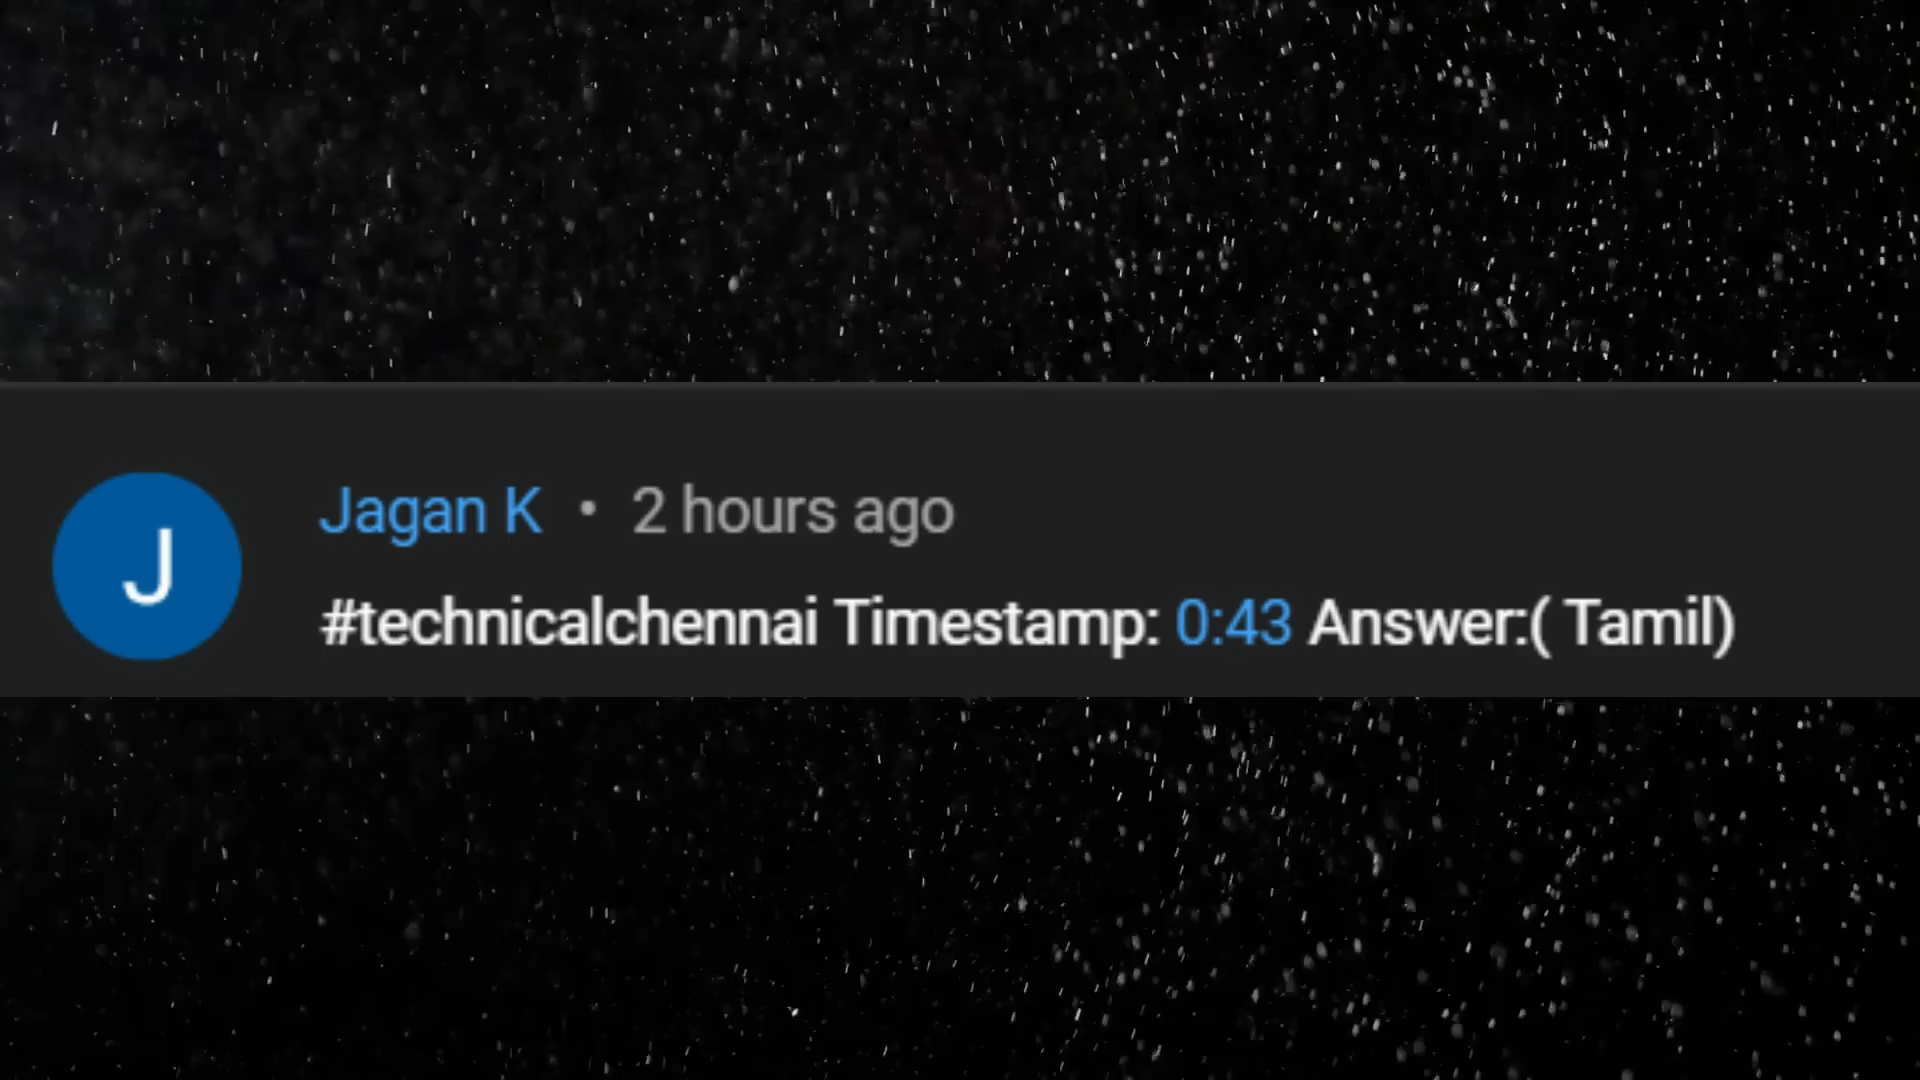 J
Jagan K • 2 hours ago
#technicalchennai Timestamp: 0:43 Answer:( Tamil)